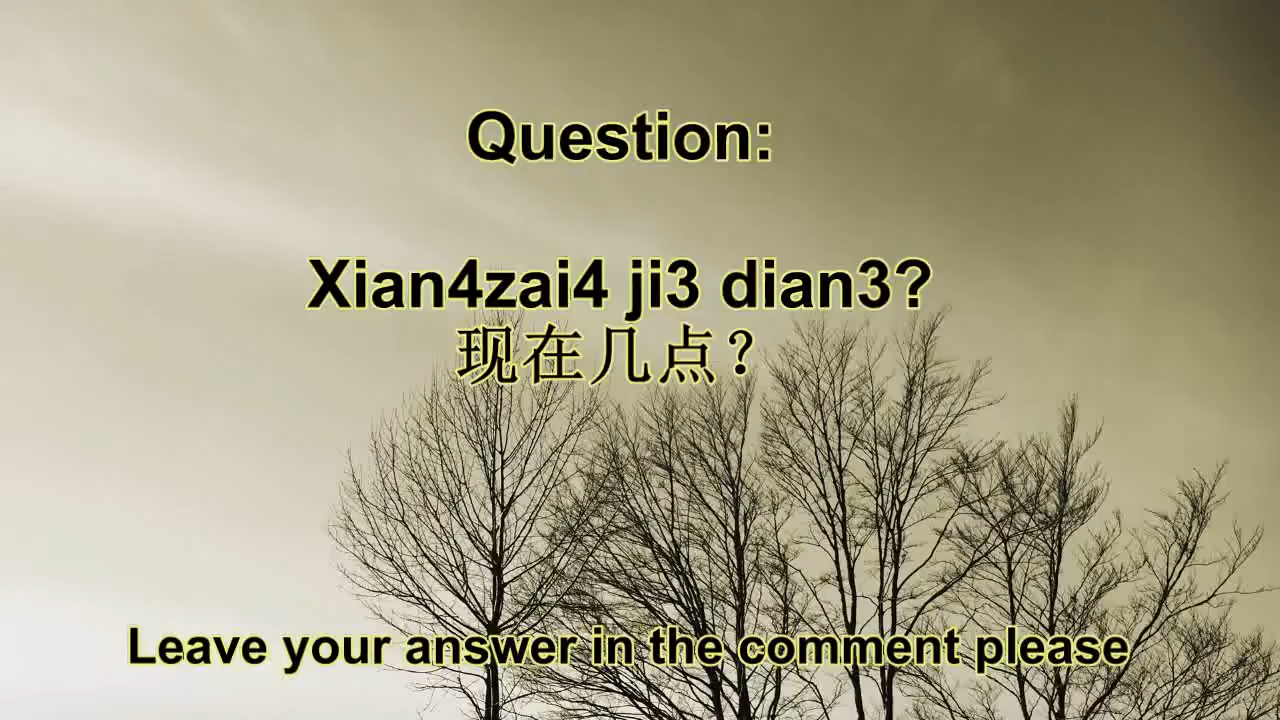 Question:
Xian4zai4 ji3 dian3?
现在几点？
Leave your answer in the comment please